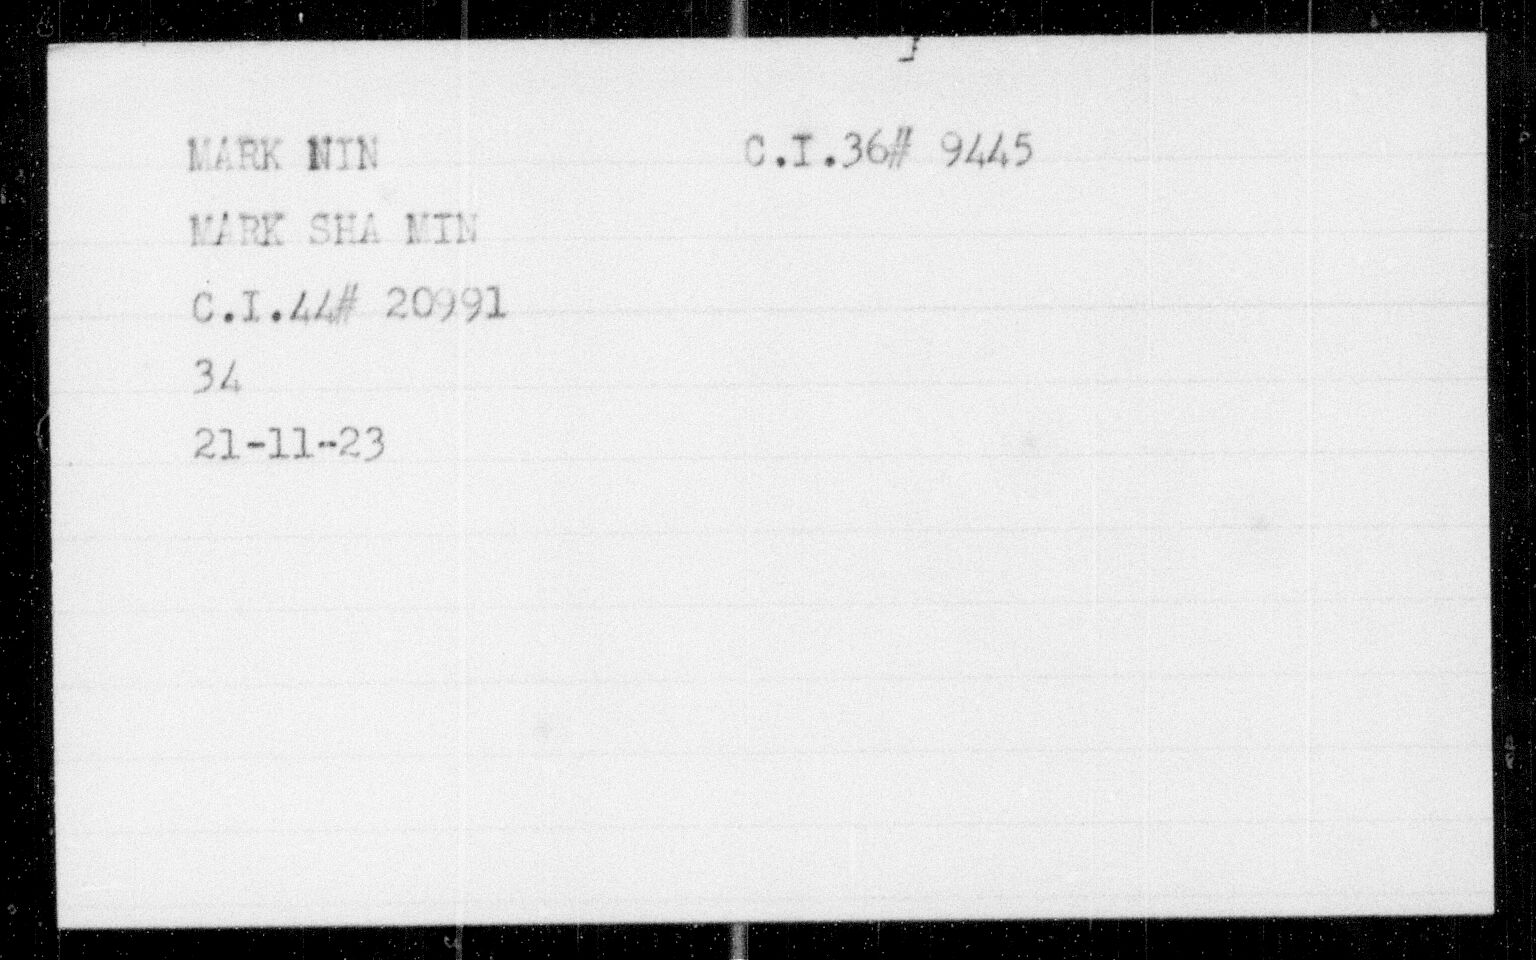 MARK NIN C.I.36# 9445
MARK SHA MIN
C.I.44# 20991
34
21-11-23